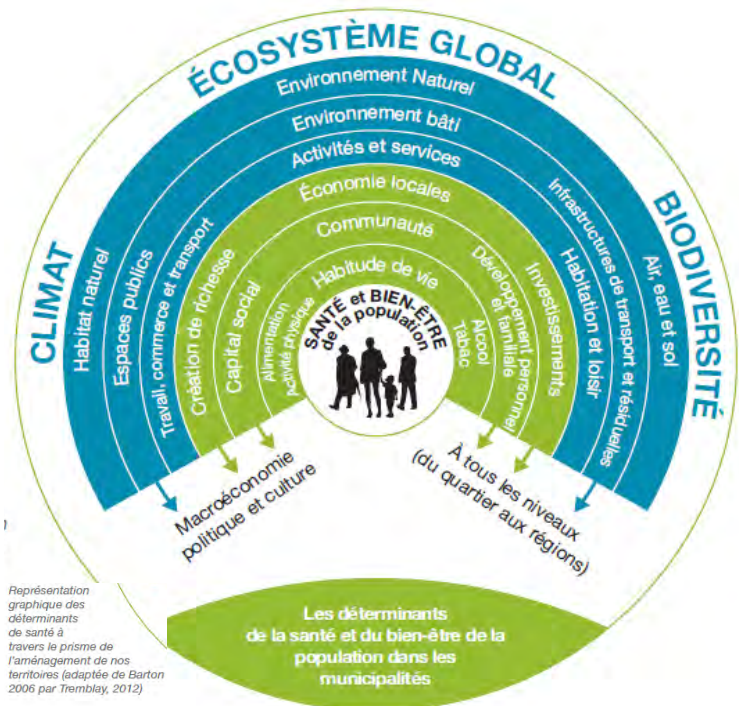 ÉCOSYSTÈME GLOBAL
CLIMAT
BIODIVERSITÉ
Environnement Naturel
Habitat naturel
Air, eau et sol
Environnement bâti
Espaces publics
Infrastructures de transport et résiduelles
Activités et services
Travail, commerce et transport
Habitation et loisir
Économie locales
Création de richesse
Investissements
Communauté
Capital social
Développement personnel
et familiale
Habitude de vie
Alimentation
Activité physique
Alcool
Tabac
SANTÉ et BIEN-ÊTRE
de la population
Macroéconomie
politique et culture
À tous les niveaux
(du quartier aux régions)
Représentation
graphique des
déterminants
de santé à
travers le prisme de
l'aménagement de nos
territoires (adaptée de Barton
2006 par Tremblay, 2012)
Les déterminants
de la santé et du bien-être de la
population dans les
municipalités